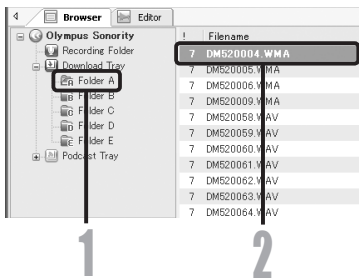 Browser Editor
Olympus Sonority
Recording Folder
Download Tray
Folder A
Folder B
Folder C
Folder D
Folder E
Podcast Tray
! Filename
7 DM520004.WMA
7 DM520005.WMA
7 DM520006.WMA
7 DM520009.WMA
7 DM520058.WAV
7 DM520059.WAV
7 DM520060.WAV
7 DM520061.WAV
7 DM520062.WAV
7 DM520063.WAV
7 DM520064.WAV
1 2